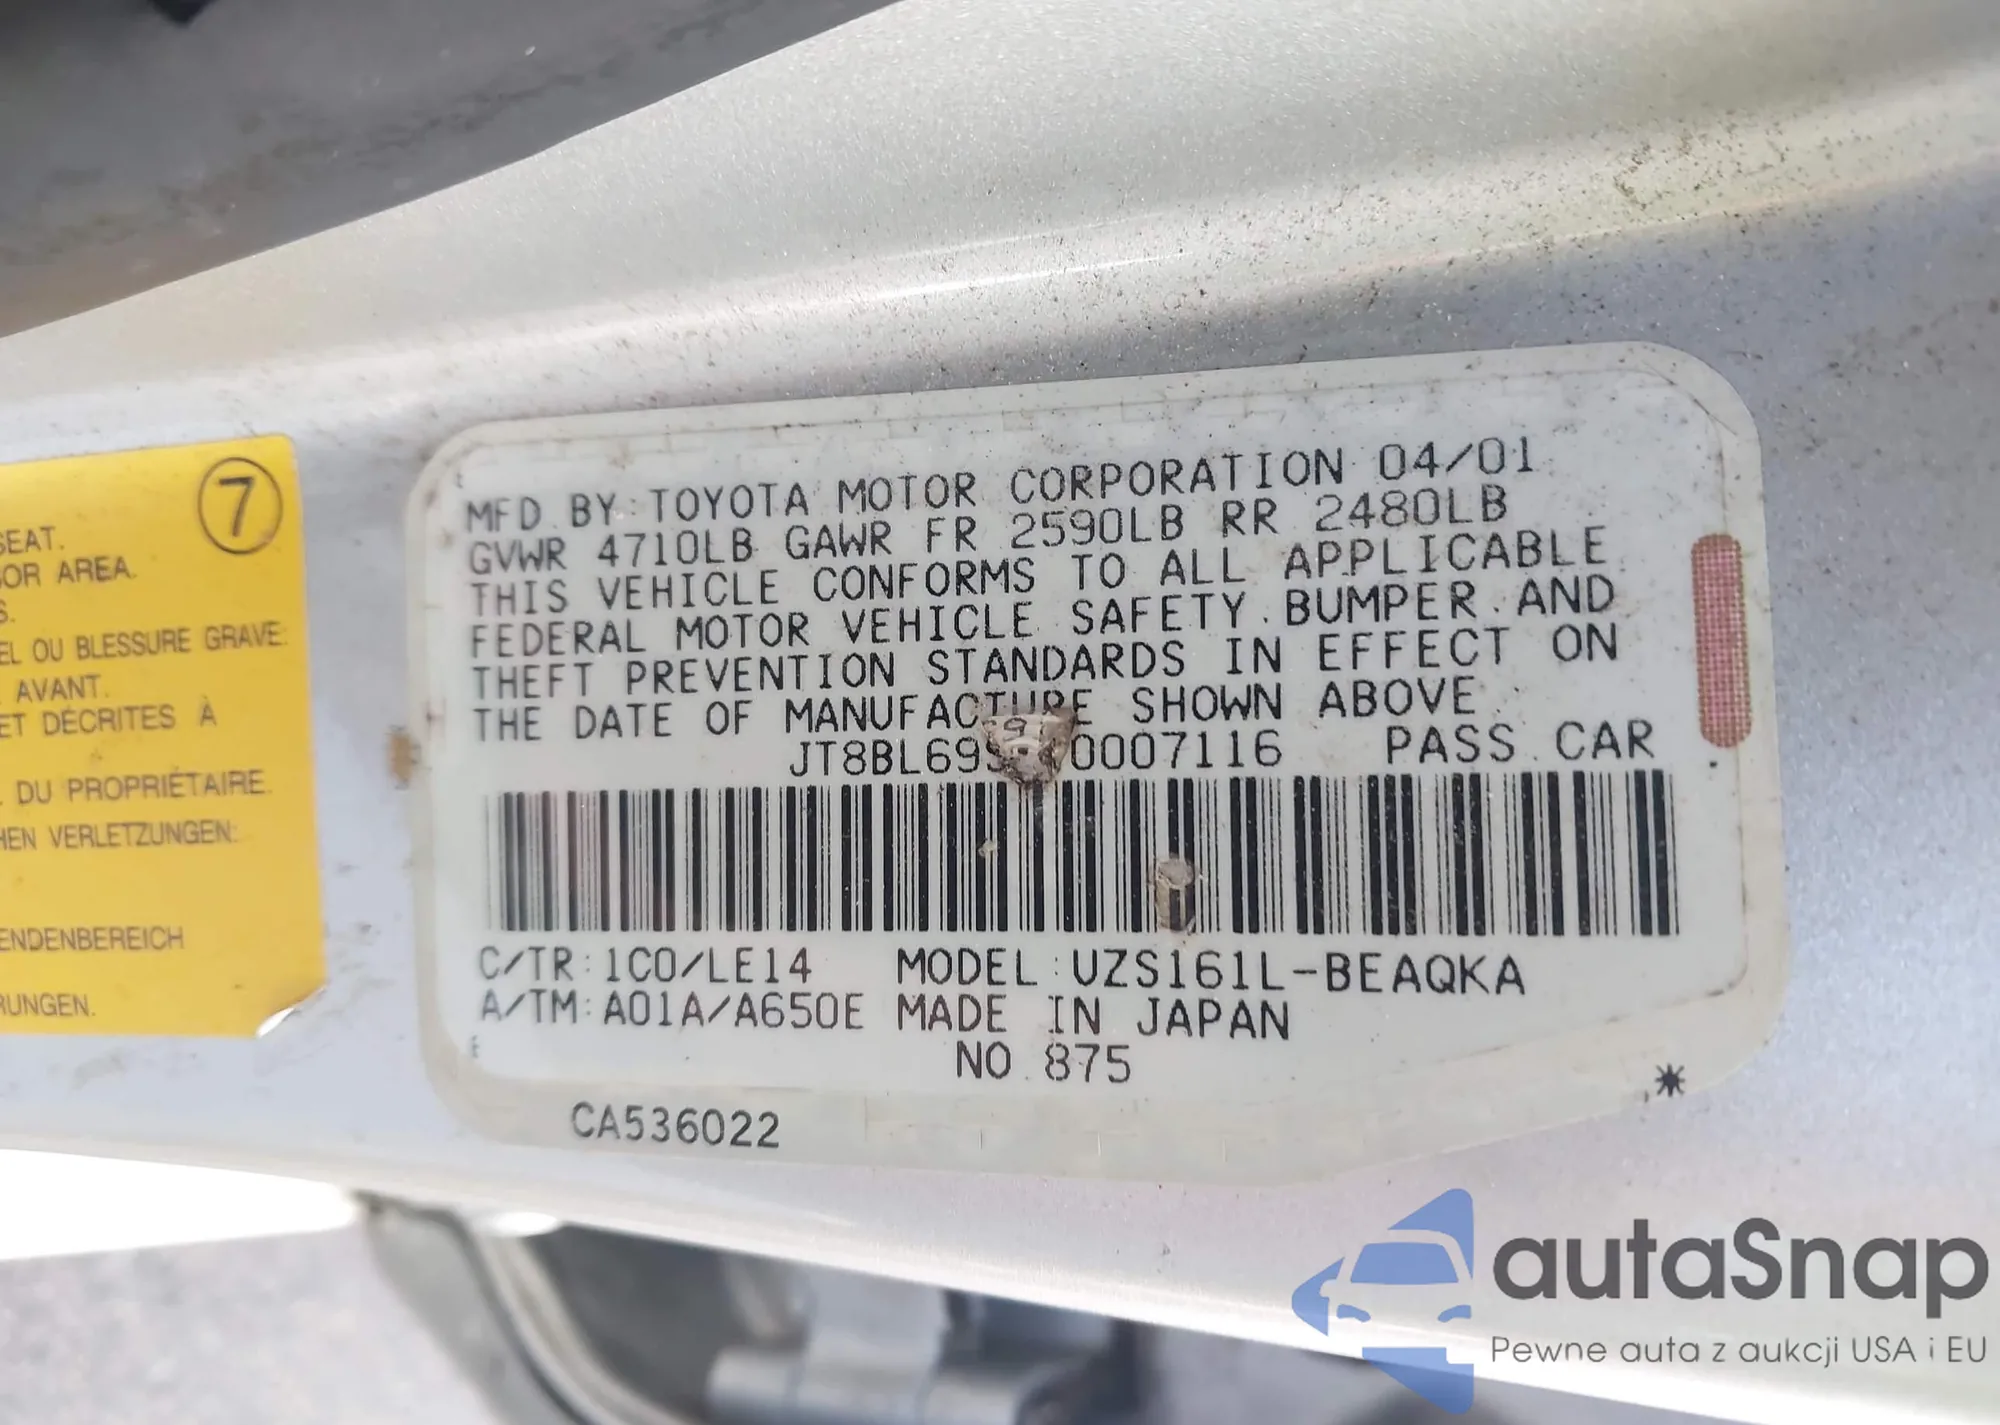 7
SEAT.
OR AREA.
S.
EL OU BLESSURE GRAVE:
AVANT.
ET DÉCRITES À
DU PROPRIÉTAIRE.
HEN VERLETZUNGEN:
ENDENBEREICH
RUNGEN.
MFD BY: TOYOTA MOTOR CORPORATION 04/01
GVWR 4710LB GAWR FR 2590LB RR 2480LB
THIS VEHICLE CONFORMS TO ALL APPLICABLE
FEDERAL MOTOR VEHICLE SAFETY, BUMPER, AND
THEFT PREVENTION STANDARDS IN EFFECT ON
THE DATE OF MANUFACTURE SHOWN ABOVE.
PASS. CAR
C/TR: 1C0/LE14 MODEL: UZS161L-BEAQKA
A/TM: A01A/A650E MADE IN JAPAN
NO. 875
CA536022
*
autaSnap
Pewne auta z aukcji USA i EU